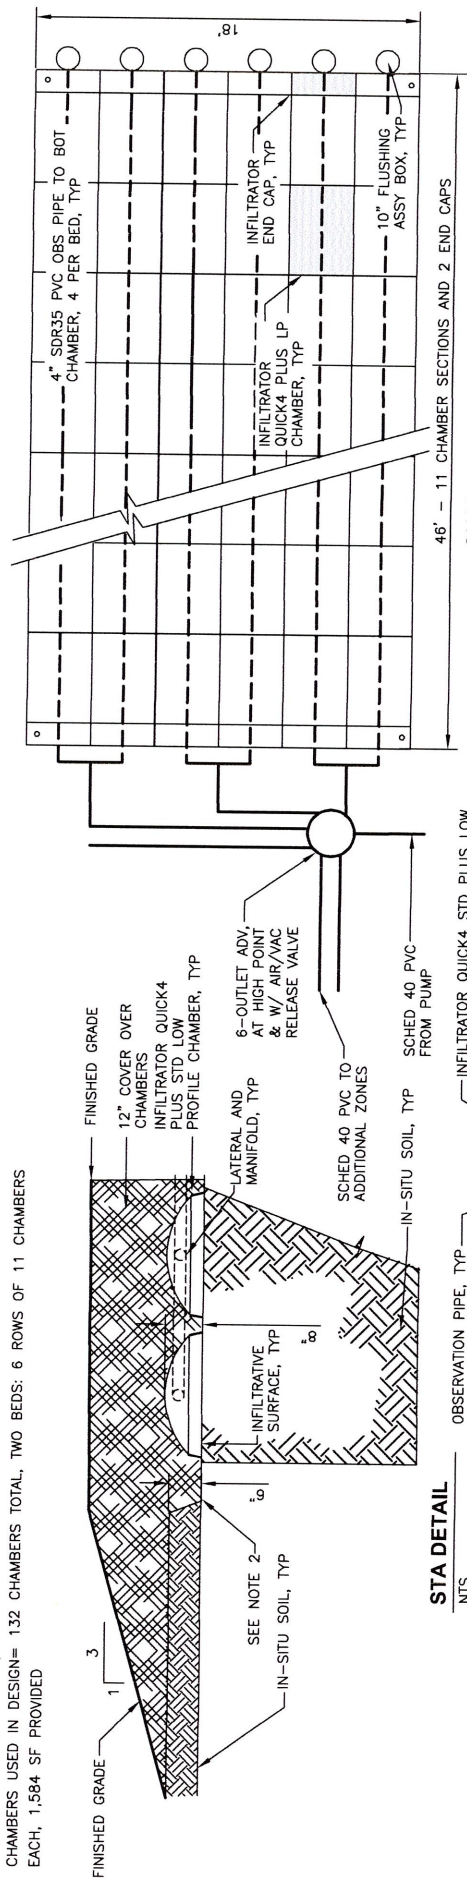 CHAMBERS USED IN DESIGN= 132 CHAMBERS TOTAL, TWO BEDS: 6 ROWS OF 11 CHAMBERS
EACH, 1,584 SF PROVIDED
FINISHED GRADE
1
3
FINISHED GRADE
12" COVER OVER
CHAMBERS
INFILTRATOR QUICK4
PLUS STD LOW
PROFILE CHAMBER, TYP
LATERAL AND
MANIFOLD, TYP
8"
INFILTRATIVE
SURFACE, TYP
6"
SEE NOTE 2
IN-SITU SOIL, TYP
IN-SITU SOIL, TYP
STA DETAIL
NTS
OBSERVATION PIPE, TYP
INFILTRATOR QUICK4 STD PLUS LOW
6-OUTLET ADV,
AT HIGH POINT
& W/ AIR/VAC
RELEASE VALVE
SCHED 40 PVC TO
ADDITIONAL ZONES
SCHED 40 PVC
FROM PUMP
4" SDR35 PVC OBS PIPE TO BOT
CHAMBER, 4 PER BED, TYP
INFILTRATOR
QUICK4 PLUS LP
CHAMBER, TYP
INFILTRATOR
END CAP, TYP
10" FLUSHING
ASSY BOX, TYP
18'
46' - 11 CHAMBER SECTIONS AND 2 END CAPS